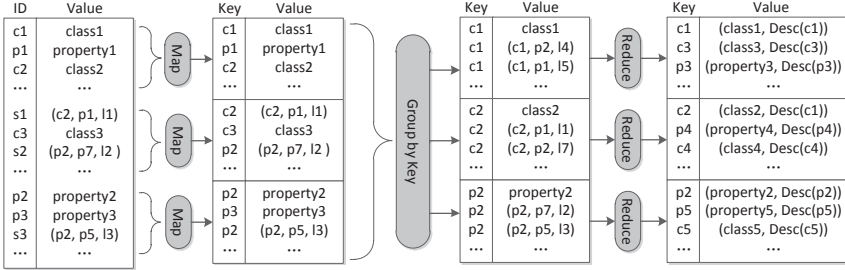 ID Value
c1 class1
p1 property1
c2 class2
... ...
s1 (c2, p1, l1)
c3 class3
s2 (p2, p7, l2 )
... ...
p2 property2
p3 property3
s3 (p2, p5, l3)
... ...
Map
Map
Map
Key Value
c1 class1
p1 property1
c2 class2
... ...
c2 (c2, p1, l1)
c3 class3
p2 (p2, p7, l2 )
... ...
p2 property2
p3 property3
p2 (p2, p5, l3)
... ...
Group by Key
Key Value
c1 class1
c1 (c1, p2, l4)
c1 (c1, p1, l5)
... ...
c2 class2
c2 (c2, p1, l1)
c2 (c2, p2, l7)
... ...
p2 property2
p2 (p2, p7, l2)
p2 (p2, p5, l3)
... ...
Reduce
Reduce
Reduce
Key Value
c1 (class1, Desc(c1))
c3 (class3, Desc(c3))
p3 (property3, Desc(p3))
... ...
c2 (class2, Desc(c1))
p4 (property4, Desc(p4))
c4 (class4, Desc(c4))
... ...
p2 (property2, Desc(p2))
p5 (property5, Desc(p5))
c5 (class5, Desc(c5))
... ...